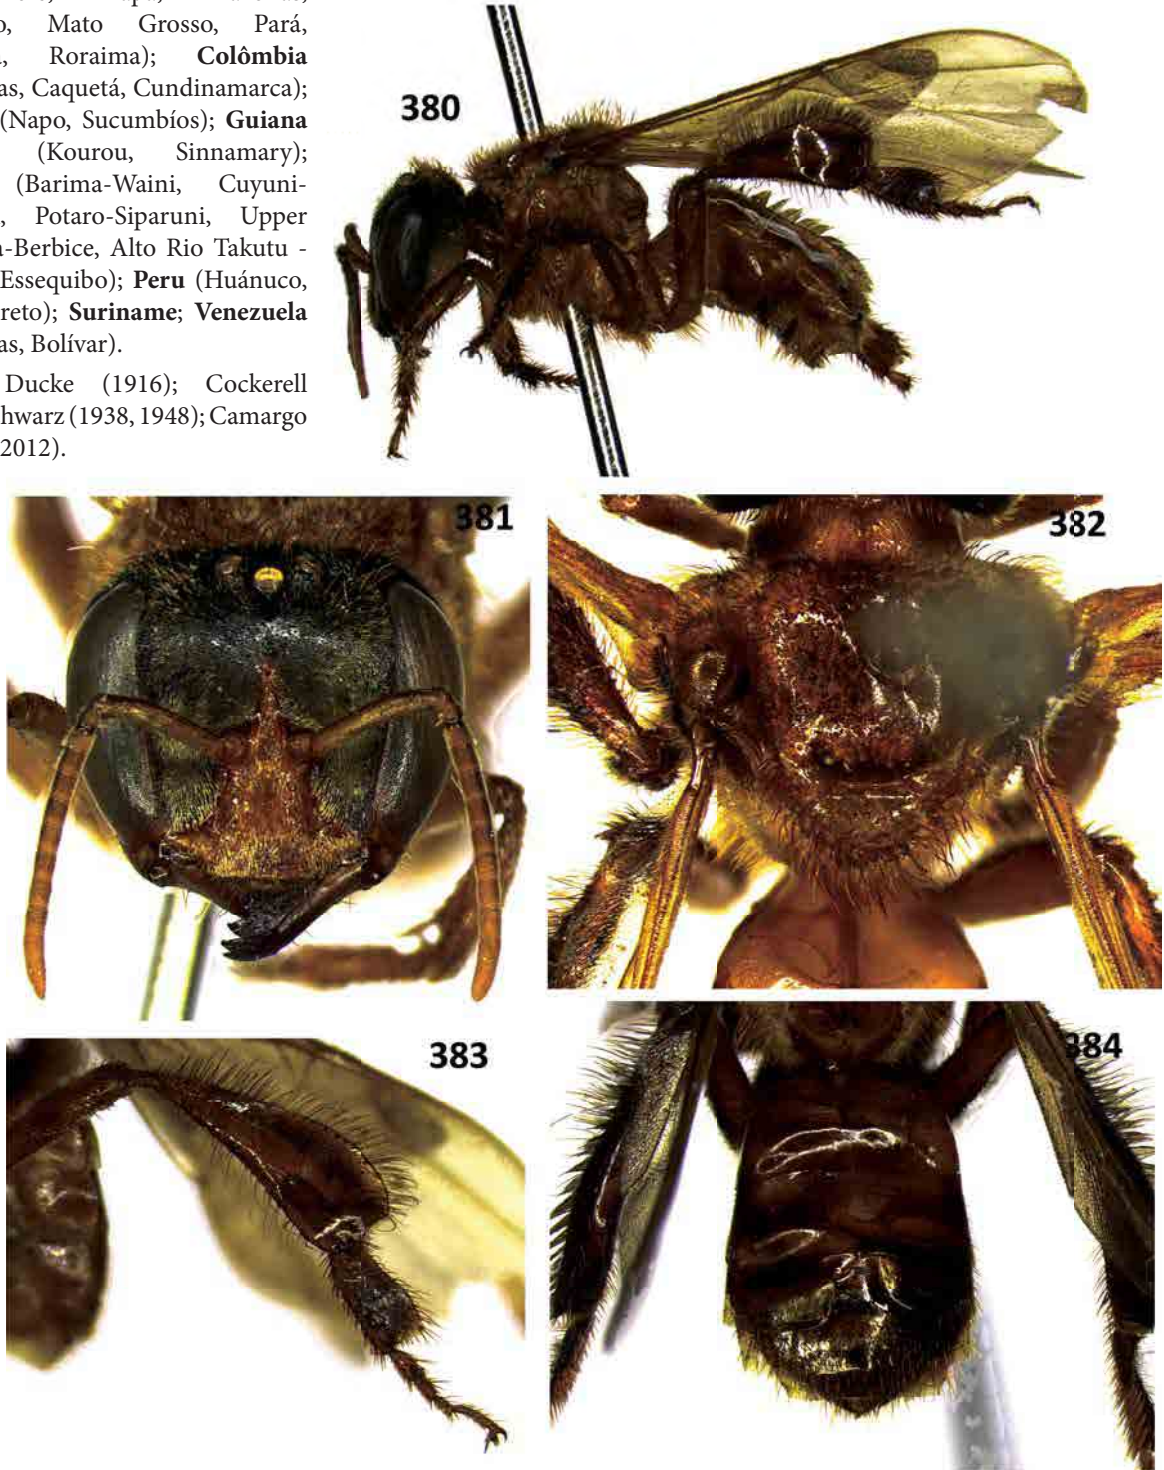 o, Mato Grosso, Pará,
Roraima); Colômbia
as, Caquetá, Cundinamarca);
(Napo, Sucumbíos); Guiana
(Kourou, Sinnamary);
(Barima-Waini, Cuyuni-
Potaro-Siparuni, Upper
a-Berbice, Alto Rio Takutu -
Essequibo); Peru (Huánuco,
reto); Suriname; Venezuela
as, Bolívar).
Ducke (1916); Cockerell
hwarz (1938, 1948); Camargo
2012).
380
381
382
383
384